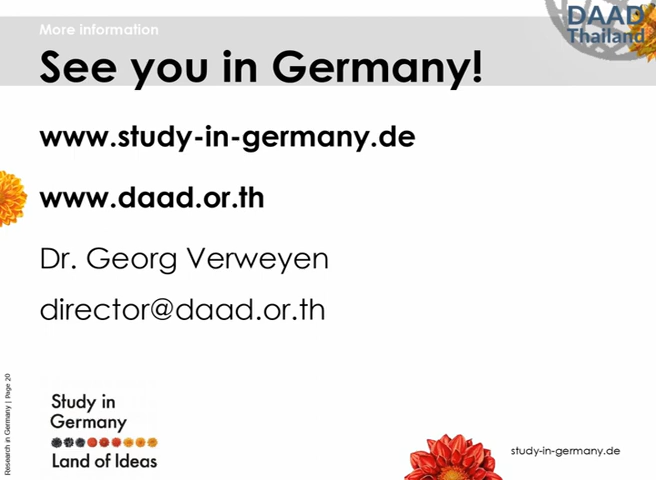 More information
DAAD
Thailand
See you in Germany!
www.study-in-germany.de
www.daad.or.th
Dr. Georg Verweyen
director@daad.or.th
Research in Germany | Page 20
Study in
Germany
Land of Ideas
study-in-germany.de